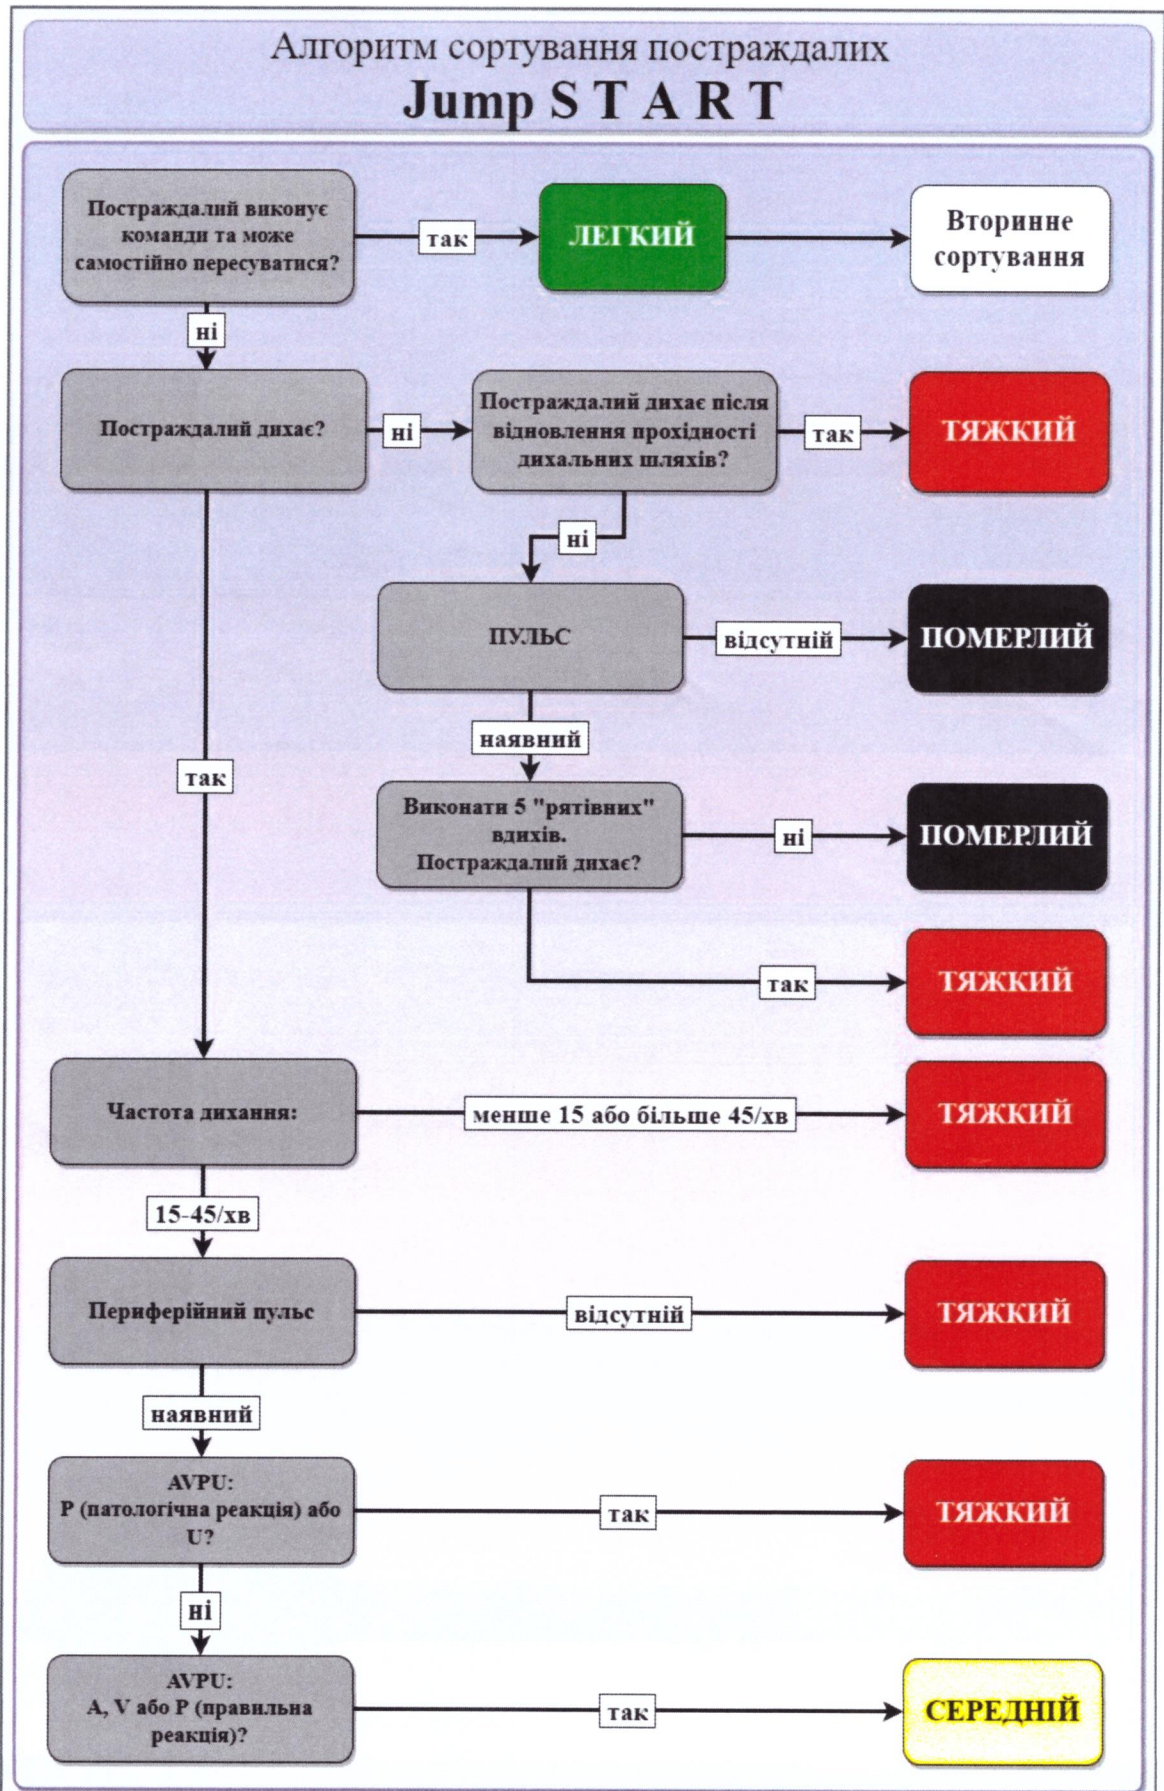 Алгоритм сортування постраждалих
Jump S T A R T
Постраждалий виконує
команди та може
самостійно пересуватися?
так
ЛЕГКИЙ
Вторинне
сортування
ні
Постраждалий дихає?
ні
Постраждалий дихає після
відновлення прохідності
дихальних шляхів?
так
ТЯЖКИЙ
ні
ПУЛЬС
відсутній
ПОМЕРЛИЙ
наявний
так
Виконати 5 "рятівних"
вдихів.
Постраждалий дихає?
ні
ПОМЕРЛИЙ
так
ТЯЖКИЙ
Частота дихання:
менше 15 або більше 45/хв
ТЯЖКИЙ
15-45/хв
Периферійний пульс
відсутній
ТЯЖКИЙ
наявний
AVPU:
P (патологічна реакція) або
U?
так
ТЯЖКИЙ
ні
AVPU:
A, V або P (правильна
реакція)?
так
СЕРЕДНІЙ